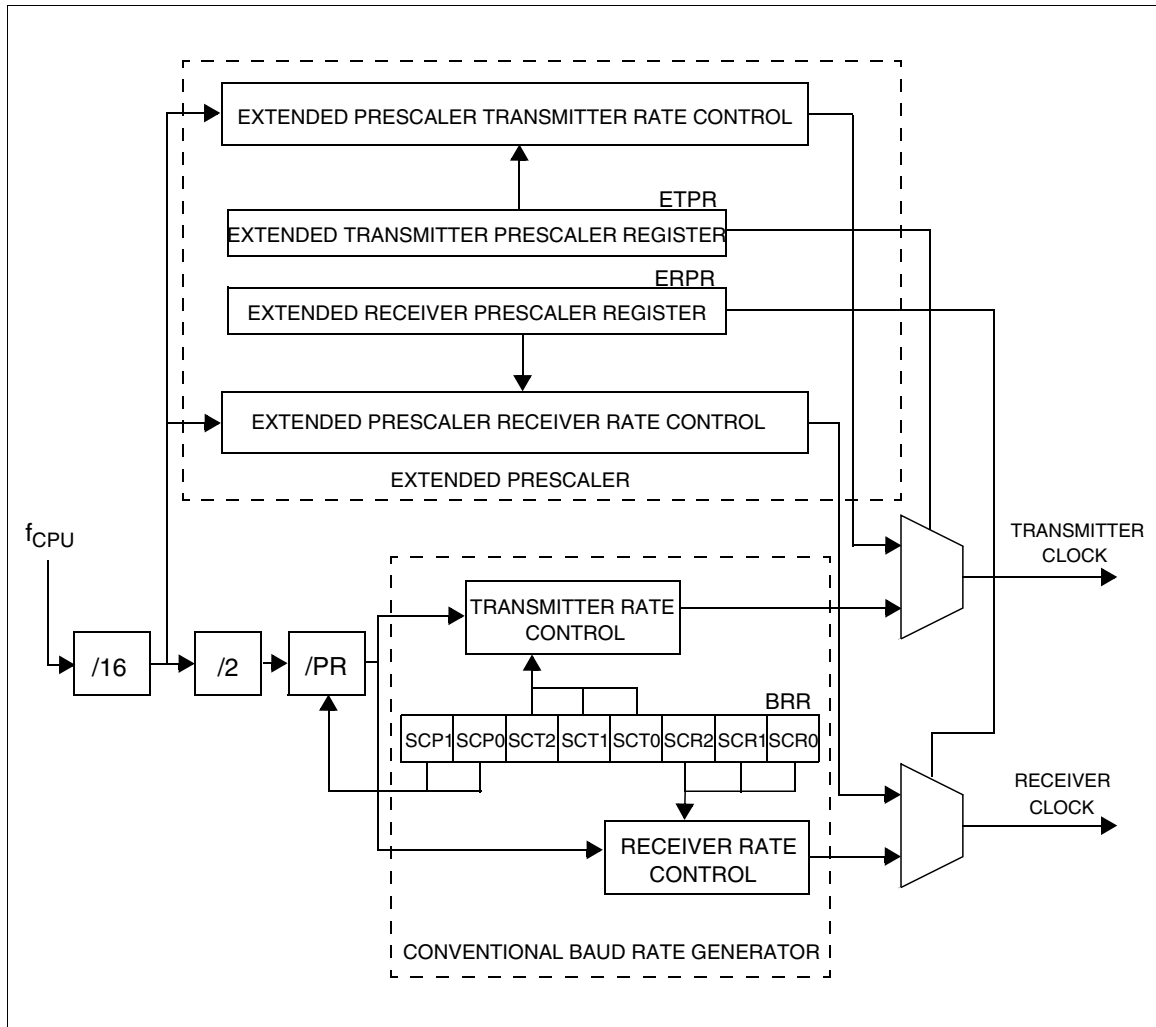 EXTENDED PRESCALER TRANSMITTER RATE CONTROL
ETPR
EXTENDED TRANSMITTER PRESCALER REGISTER
ERPR
EXTENDED RECEIVER PRESCALER REGISTER
EXTENDED PRESCALER RECEIVER RATE CONTROL
EXTENDED PRESCALER
fCPU
TRANSMITTER
CLOCK
TRANSMITTER RATE
CONTROL
/16
/2
/PR
BRR
SCP1 SCP0 SCT2 SCT1 SCT0 SCR2 SCR1 SCR0
RECEIVER
CLOCK
RECEIVER RATE
CONTROL
CONVENTIONAL BAUD RATE GENERATOR